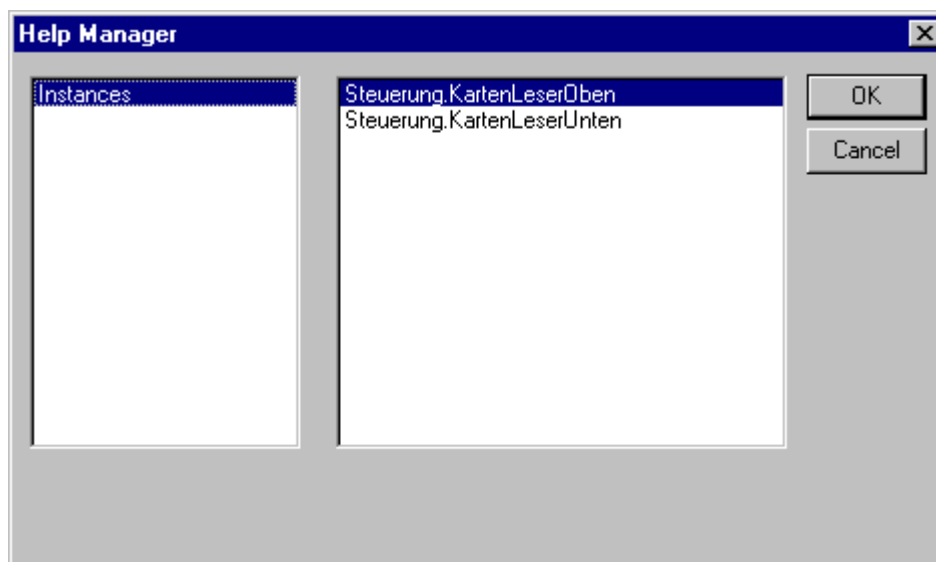 Help Manager
Instances
Steuerung.KartenLeserOben
Steuerung.KartenLeserUnten
OK
Cancel